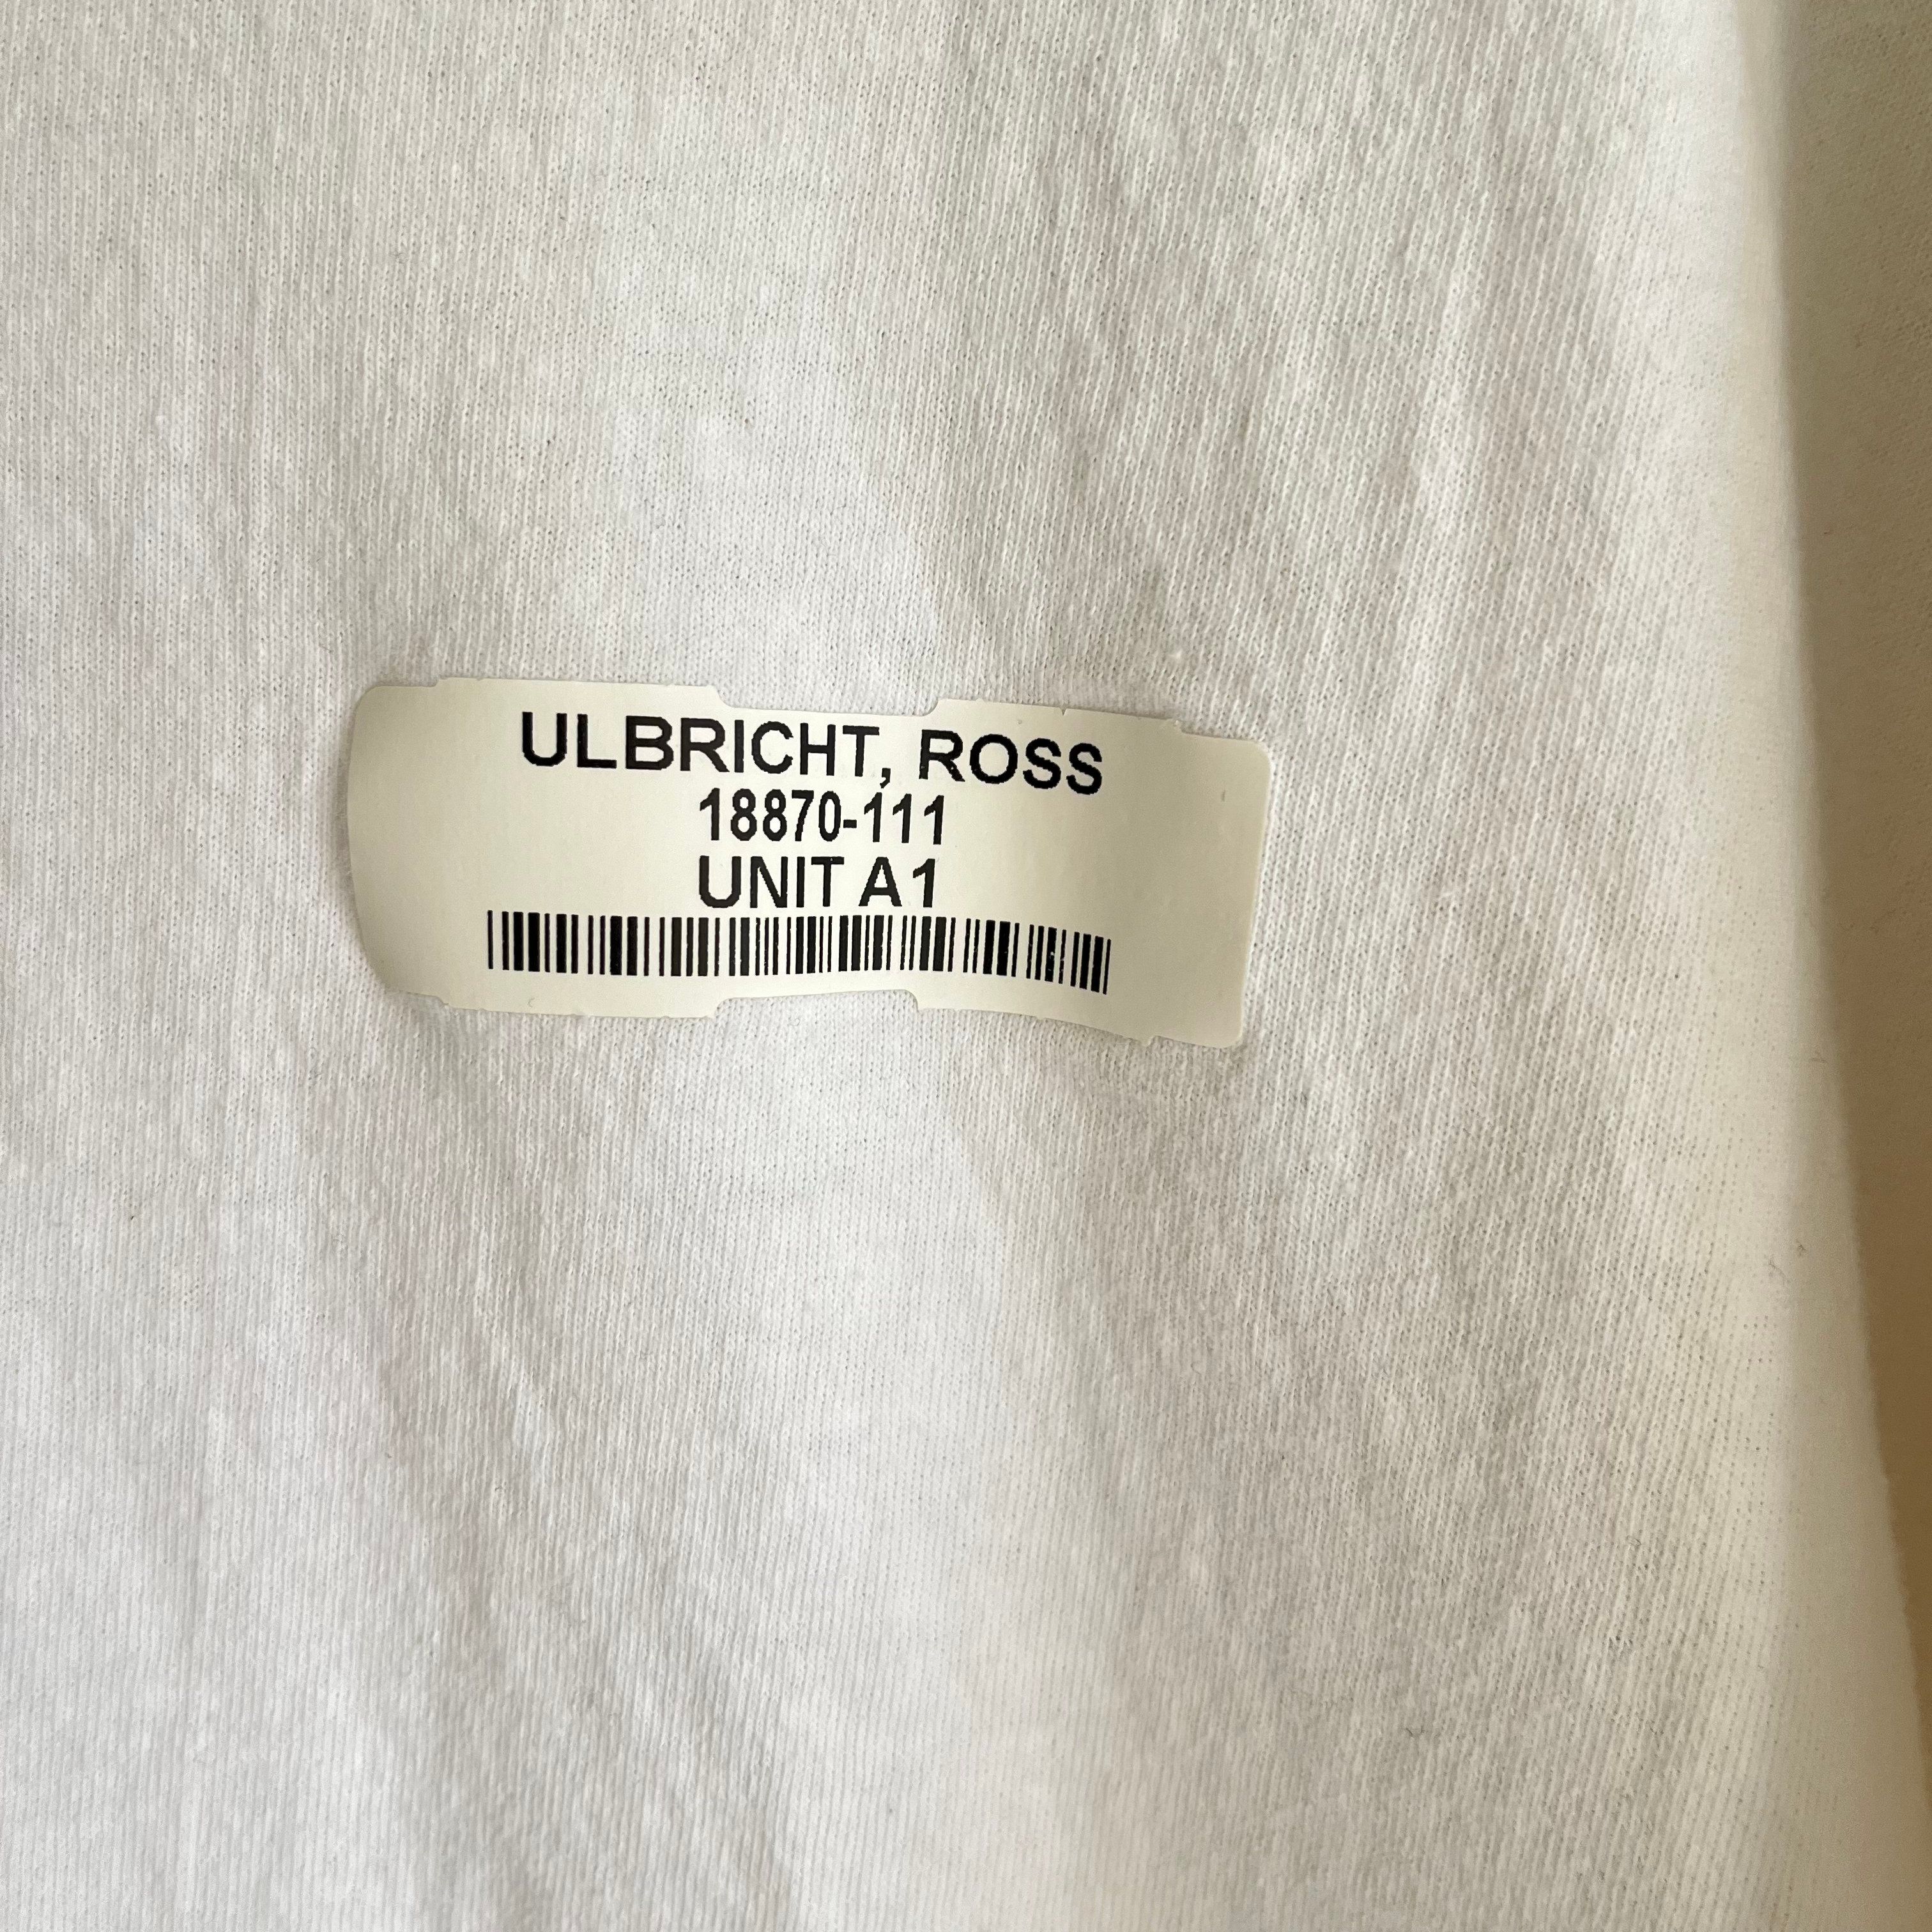 ULBRICHT, ROSS
18870-111
UNIT A1